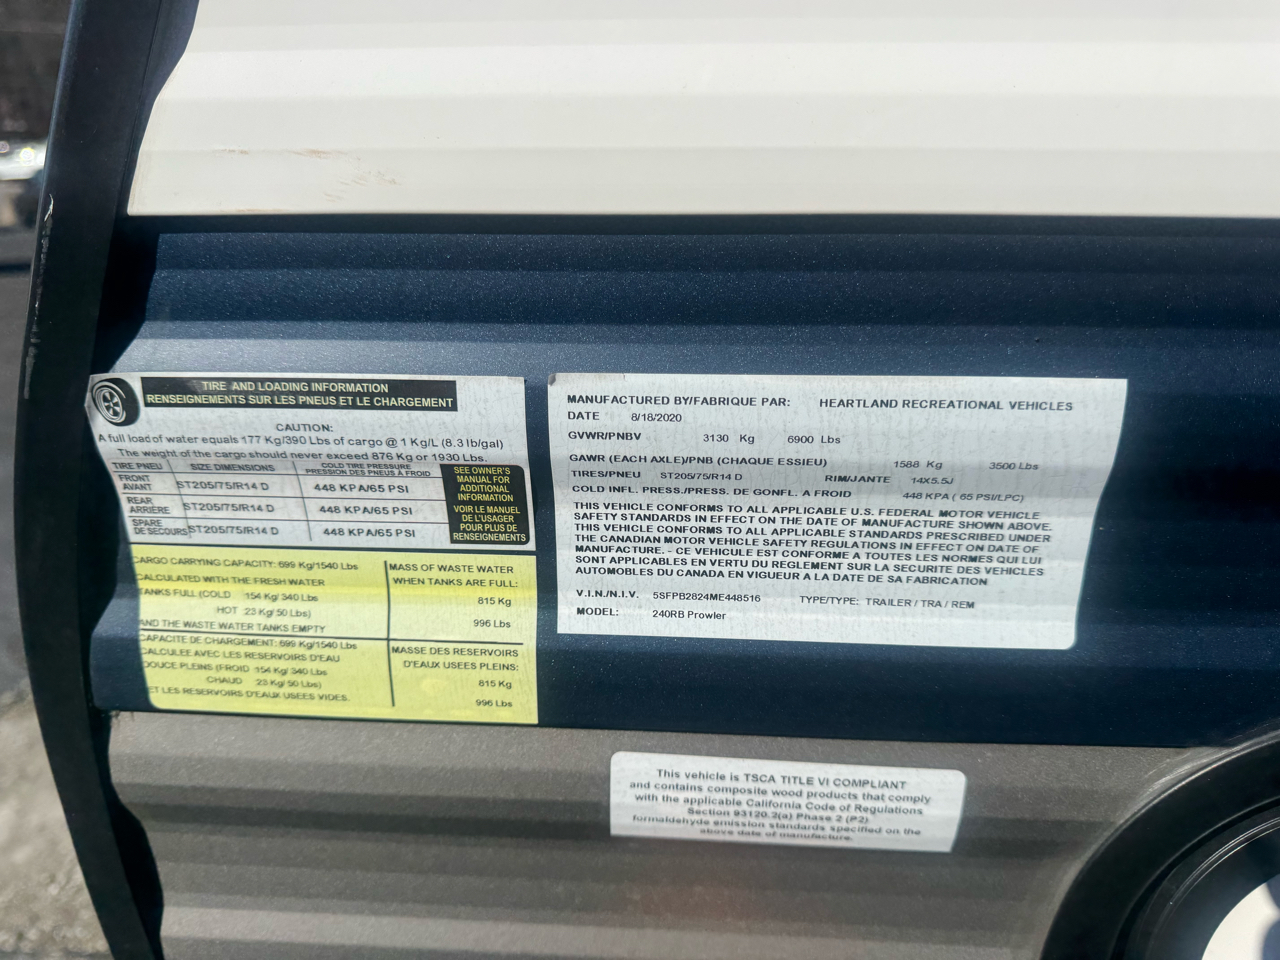 TIRE AND LOADING INFORMATION
RENSEIGNEMENTS SUR LES PNEUS ET LE CHARGEMENT
CAUTION:
A full load of water equals 177 Kg/390 Lbs of cargo @ 1 Kg/L (8.3 lb/gal)
The weight of the cargo should never exceed 876 Kg or 1930 Lbs.
TIRE PNEU SIZE DIMENSIONS COLD TIRE PRESSURE
PRESSION DES PNEUS À FROID
FRONT
AVANT ST205/75/R14 D 448 KPA/65 PSI
REAR
ARRIÈRE ST205/75/R14 D 448 KPA/65 PSI
SPARE
DE SECOURS ST205/75/R14 D 448 KPA/65 PSI
SEE OWNER'S
MANUAL FOR
ADDITIONAL
INFORMATION
VOIR LE MANUEL
DE L'USAGER
POUR PLUS DE
RENSEIGNEMENTS
CARGO CARRYING CAPACITY: 699 Kg/1540 Lbs
CALCULATED WITH THE FRESH WATER
TANKS FULL (COLD 154 Kg/ 340 Lbs
HOT 23 Kg/ 50 Lbs)
AND THE WASTE WATER TANKS EMPTY
MASS OF WASTE WATER
WHEN TANKS ARE FULL:
815 Kg
996 Lbs
CAPACITE DE CHARGEMENT: 699 Kg/1540 Lbs
CALCULEE AVEC LES RESERVOIRS D'EAU
DOUCE PLEINS (FROID 154 Kg/ 340 Lbs
CHAUD 23 Kg/ 50 Lbs)
ET LES RESERVOIRS D'EAUX USEES VIDES.
MASSE DES RESERVOIRS
D'EAUX USEES PLEINS:
815 Kg
996 Lbs
MANUFACTURED BY/FABRIQUE PAR: HEARTLAND RECREATIONAL VEHICLES
DATE 8/18/2020
GVWR/PNBV 3130 Kg 6900 Lbs
GAWR (EACH AXLE)/PNB (CHAQUE ESSIEU) 1588 Kg 3500 Lbs
TIRES/PNEU ST205/75/R14 D RIM/JANTE 14X5.5J
COLD INFL. PRESS./PRESS. DE GONFL. A FROID 448 KPA ( 65 PSI/LPC)
THIS VEHICLE CONFORMS TO ALL APPLICABLE U.S. FEDERAL MOTOR VEHICLE
SAFETY STANDARDS IN EFFECT ON THE DATE OF MANUFACTURE SHOWN ABOVE.
THIS VEHICLE CONFORMS TO ALL APPLICABLE STANDARDS PRESCRIBED UNDER
THE CANADIAN MOTOR VEHICLE SAFETY REGULATIONS IN EFFECT ON DATE OF
MANUFACTURE. - CE VEHICULE EST CONFORME A TOUTES LES NORMES QUI LUI
SONT APPLICABLES EN VERTU DU REGLEMENT SUR LA SECURITE DES VEHICLES
AUTOMOBILES DU CANADA EN VIGUEUR A LA DATE DE SA FABRICATION
V.I.N./N.I.V. 5SFPB2824ME448516 TYPE/TYPE: TRAILER / TRA / REM
MODEL: 240RB Prowler
This vehicle is TSCA TITLE VI COMPLIANT
and contains composite wood products that comply
with the applicable California Code of Regulations
Section 93120.2(a) Phase 2 (P2)
formaldehyde emission standards specified on the
above date of manufacture.